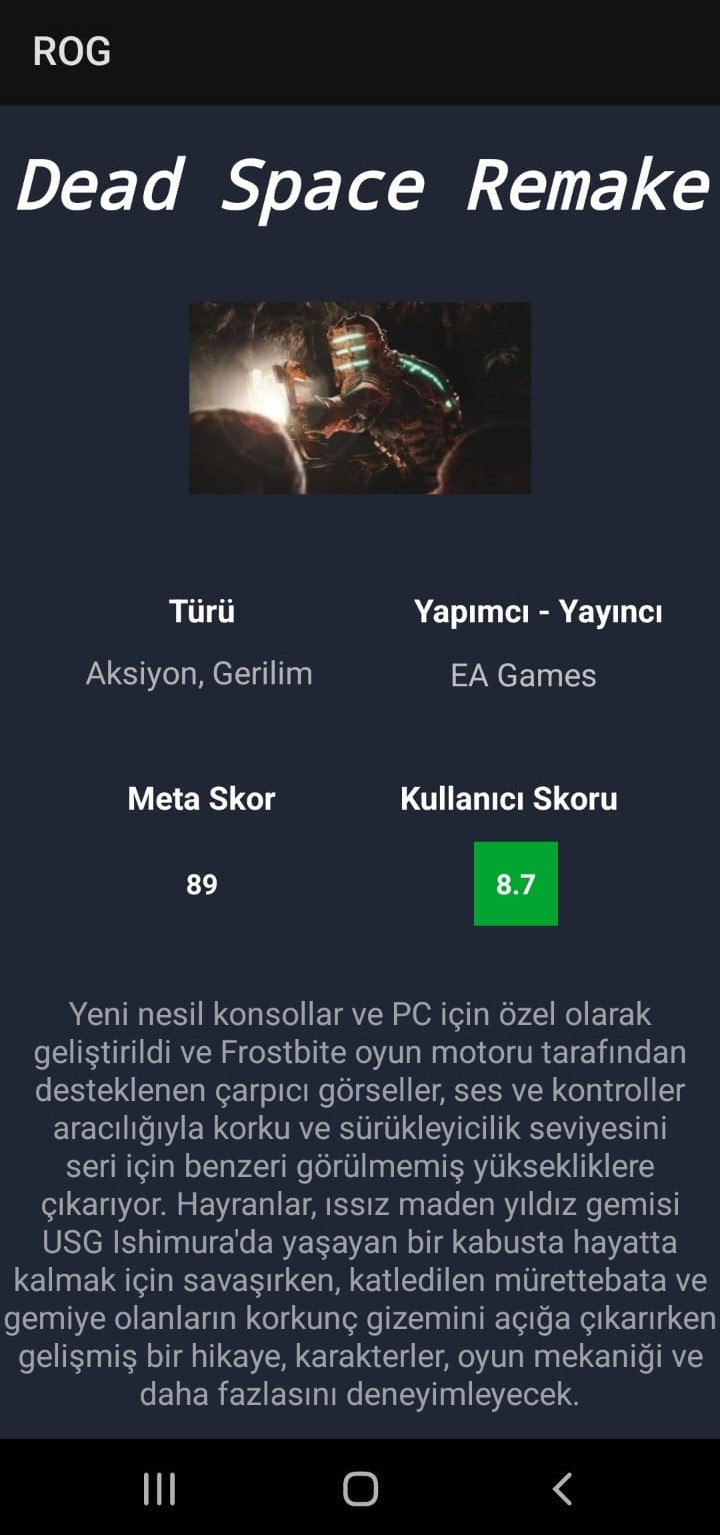 ROG
Dead Space Remake
Türü
Yapımcı - Yayıncı
Aksiyon, Gerilim
EA Games
Meta Skor
Kullanıcı Skoru
89
8.7
Yeni nesil konsollar ve PC için özel olarak
geliştirildi ve Frostbite oyun motoru tarafından
desteklenen çarpıcı görseller, ses ve kontroller
aracılığıyla korku ve sürükleyicilik seviyesini
seri için benzeri görülmemiş yüksekliklere
çıkarıyor. Hayranlar, ıssız maden yıldız gemisi
USG Ishimura'da yaşayan bir kabusta hayatta
kalmak için savaşırken, katledilen mürettebata ve
gemiye olanların korkunç gizemini açığa çıkarırken
gelişmiş bir hikaye, karakterler, oyun mekaniği ve
daha fazlasını deneyimleyecek.